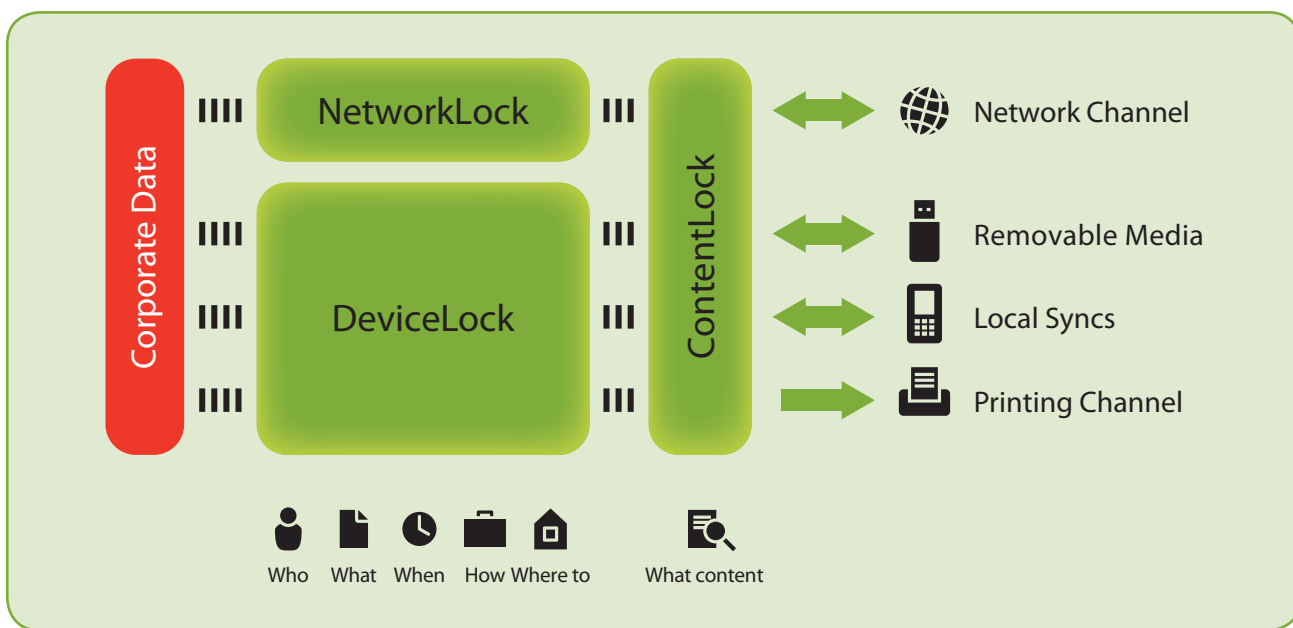 Corporate Data
NetworkLock
DeviceLock
ContentLock
Network Channel
Removable Media
Local Syncs
Printing Channel
Who What When How Where to What content